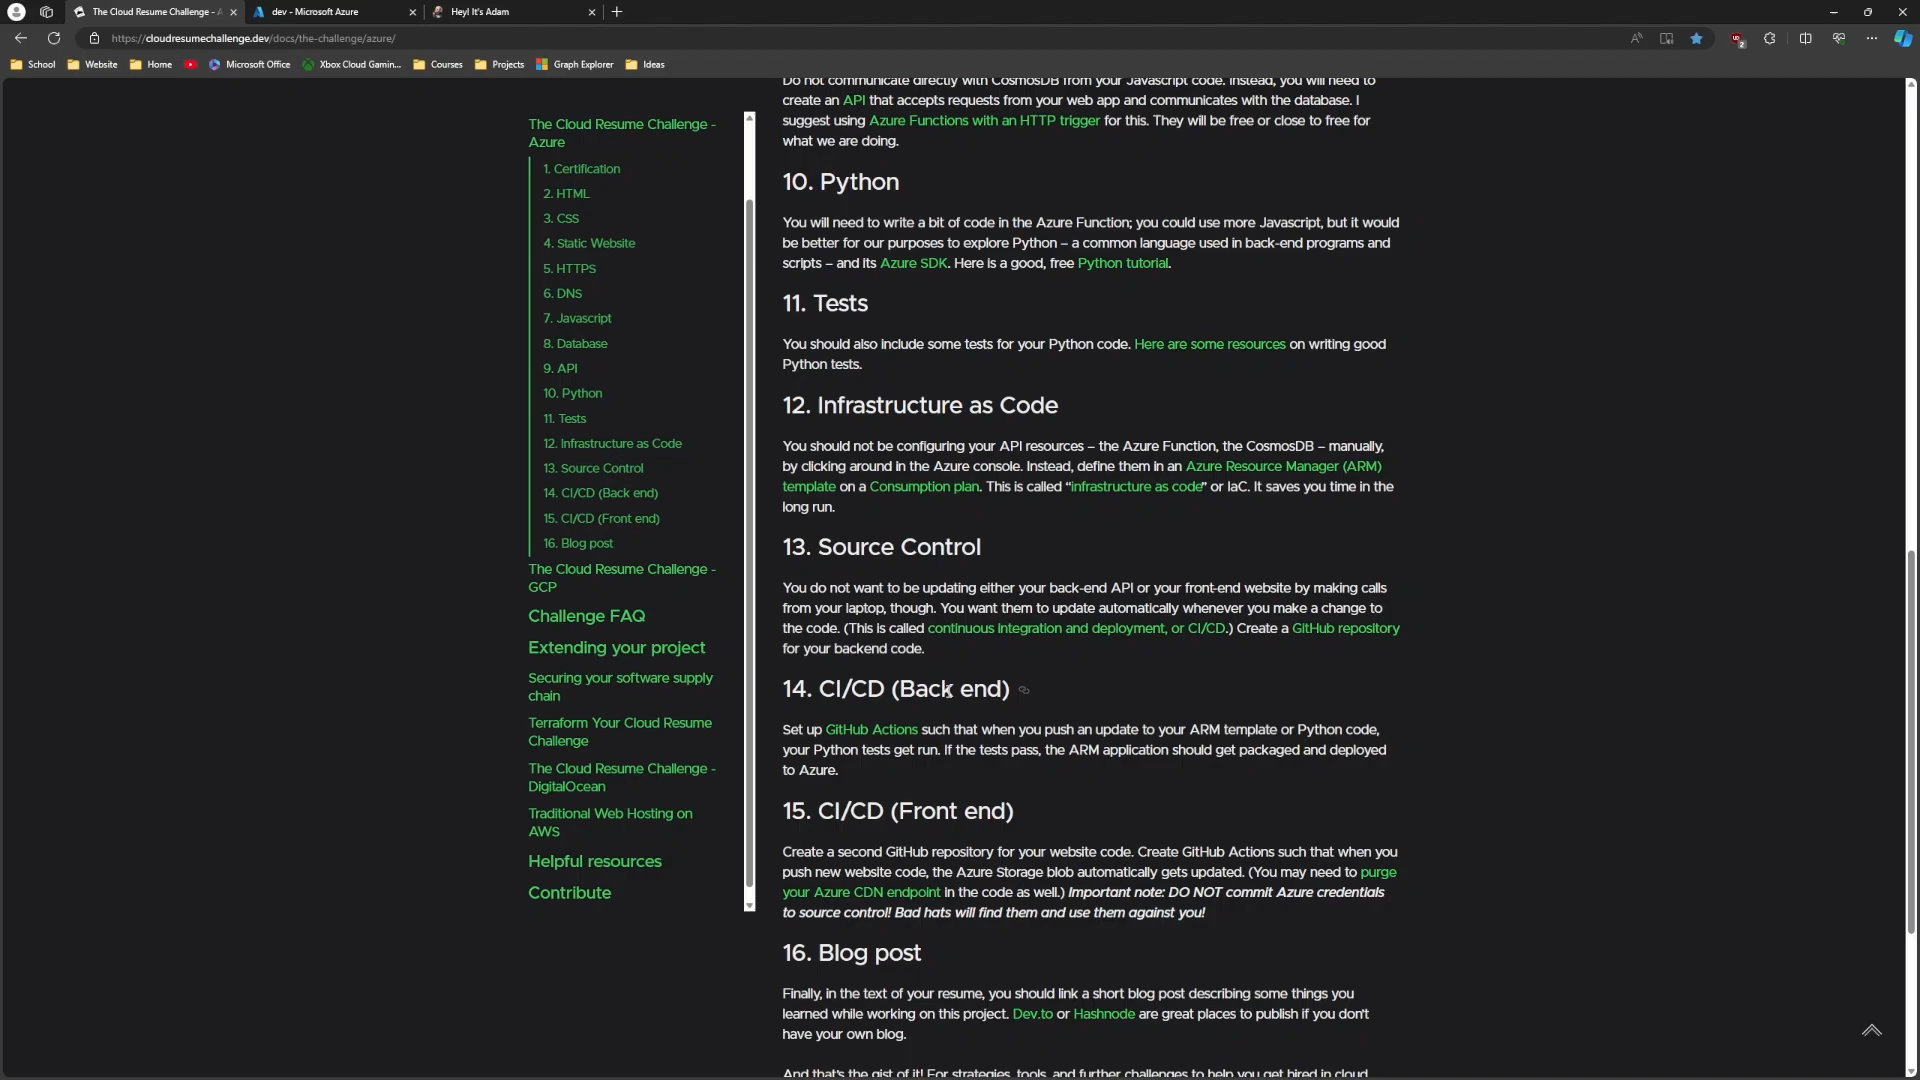 The Cloud Resume Challenge - A
dev - Microsoft Azure
Hey! It's Adam
https://cloudresumechallenge.dev/docs/the-challenge/azure/
2
School
Website
Home
Microsoft Office
Xbox Cloud Gamin...
Courses
Projects
Graph Explorer
Ideas
The Cloud Resume Challenge -
Azure
1. Certification
2. HTML
3. CSS
4. Static Website
5. HTTPS
6. DNS
7. Javascript
8. Database
9. API
10. Python
11. Tests
12. Infrastructure as Code
13. Source Control
14. CI/CD (Back end)
15. CI/CD (Front end)
16. Blog post
The Cloud Resume Challenge -
GCP
Challenge FAQ
Extending your project
Securing your software supply
chain
Terraform Your Cloud Resume
Challenge
The Cloud Resume Challenge -
DigitalOcean
Traditional Web Hosting on
AWS
Helpful resources
Contribute
Do not communicate directly with CosmosDB from your Javascript code. Instead, you will need to
create an API that accepts requests from your web app and communicates with the database. I
suggest using Azure Functions with an HTTP trigger for this. They will be free or close to free for
what we are doing.
10. Python
You will need to write a bit of code in the Azure Function; you could use more Javascript, but it would
be better for our purposes to explore Python – a common language used in back-end programs and
scripts – and its Azure SDK. Here is a good, free Python tutorial.
11. Tests
You should also include some tests for your Python code. Here are some resources on writing good
Python tests.
12. Infrastructure as Code
You should not be configuring your API resources – the Azure Function, the CosmosDB – manually,
by clicking around in the Azure console. Instead, define them in an Azure Resource Manager (ARM)
template on a Consumption plan. This is called “infrastructure as code” or IaC. It saves you time in the
long run.
13. Source Control
You do not want to be updating either your back-end API or your front-end website by making calls
from your laptop, though. You want them to update automatically whenever you make a change to
the code. (This is called continuous integration and deployment, or CI/CD.) Create a GitHub repository
for your backend code.
14. CI/CD (Back end)
Set up GitHub Actions such that when you push an update to your ARM template or Python code,
your Python tests get run. If the tests pass, the ARM application should get packaged and deployed
to Azure.
15. CI/CD (Front end)
Create a second GitHub repository for your website code. Create GitHub Actions such that when you
push new website code, the Azure Storage blob automatically gets updated. (You may need to purge
your Azure CDN endpoint in the code as well.) Important note: DO NOT commit Azure credentials
to source control! Bad hats will find them and use them against you!
16. Blog post
Finally, in the text of your resume, you should link a short blog post describing some things you
learned while working on this project. Dev.to or Hashnode are great places to publish if you don't
have your own blog.
And that's the gist of it! For strategies, tools, and further challenges to help you get hired in cloud,